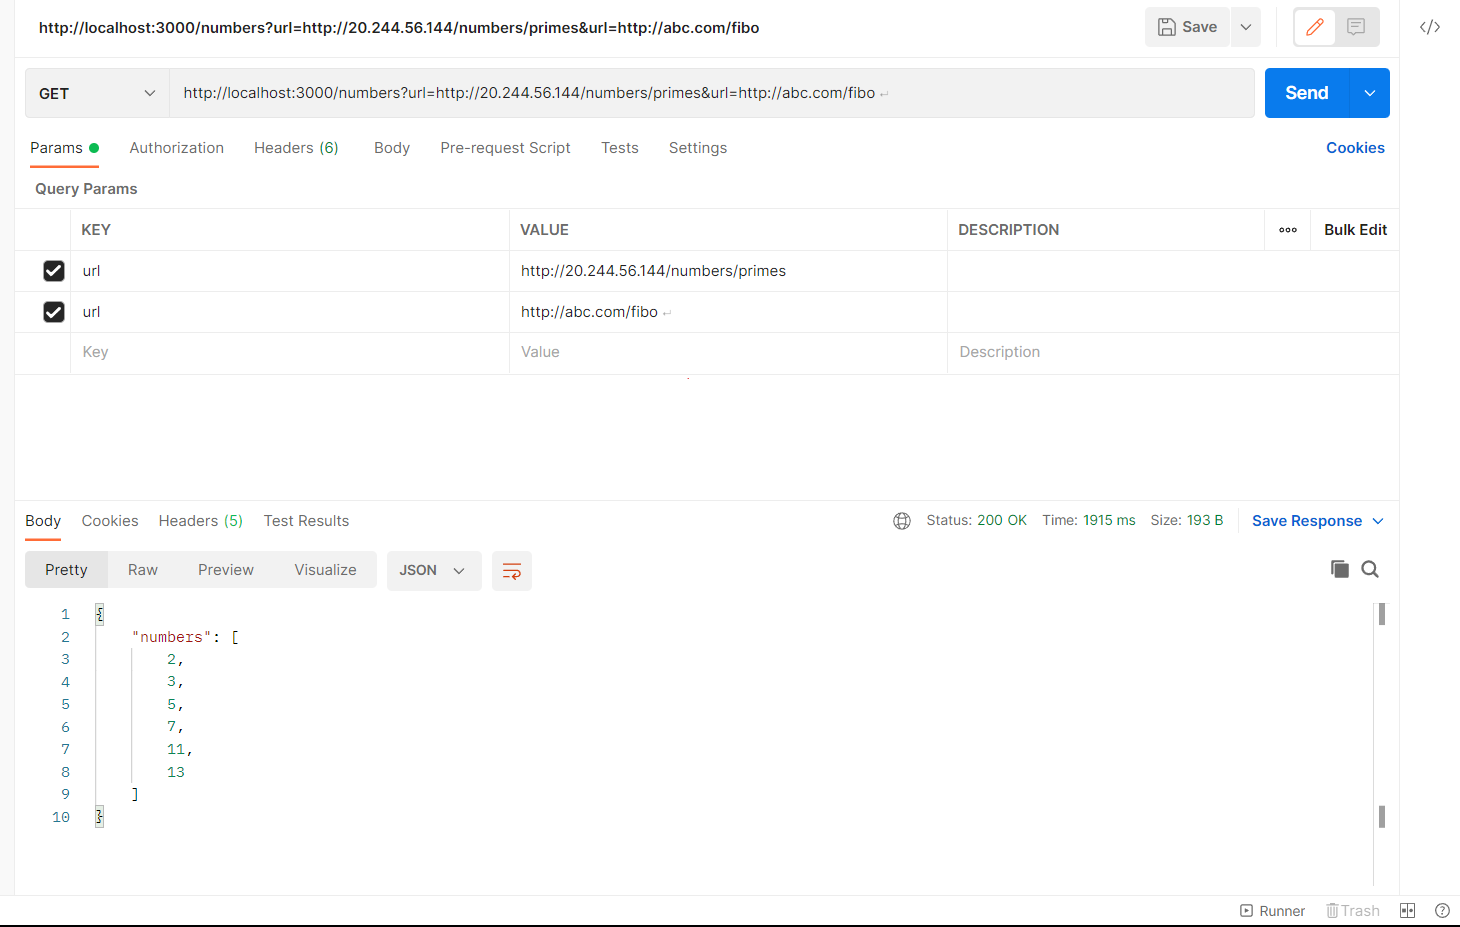 http://localhost:3000/numbers?url=http://20.244.56.144/numbers/primes&url=http://abc.com/fibo Save
GET http://localhost:3000/numbers?url=http://20.244.56.144/numbers/primes&url=http://abc.com/fibo Send
Params Authorization Headers (6) Body Pre-request Script Tests Settings Cookies
Query Params
KEY VALUE DESCRIPTION Bulk Edit
url http://20.244.56.144/numbers/primes
url http://abc.com/fibo
Key Value Description
Body Cookies Headers (5) Test Results Status: 200 OK Time: 1915 ms Size: 193 B Save Response
Pretty Raw Preview Visualize JSON
1 {
2 "numbers": [
3 2,
4 3,
5 5,
6 7,
7 11,
8 13
9 ]
10 }
Runner Trash